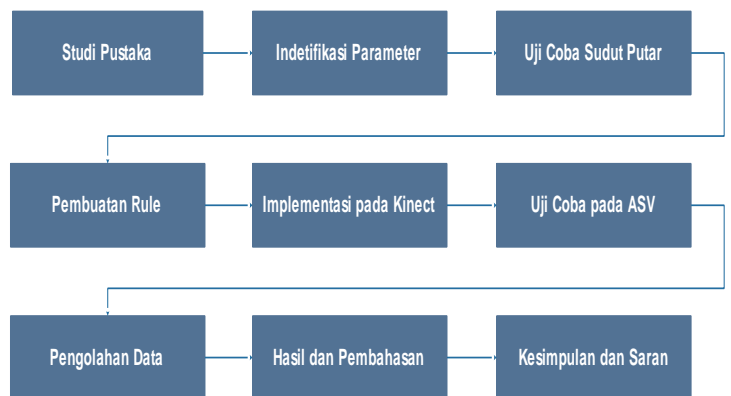 Studi Pustaka
Indetifikasi Parameter
Uji Coba Sudut Putar
Pembuatan Rule
Implementasi pada Kinect
Uji Coba pada ASV
Pengolahan Data
Hasil dan Pembahasan
Kesimpulan dan Saran